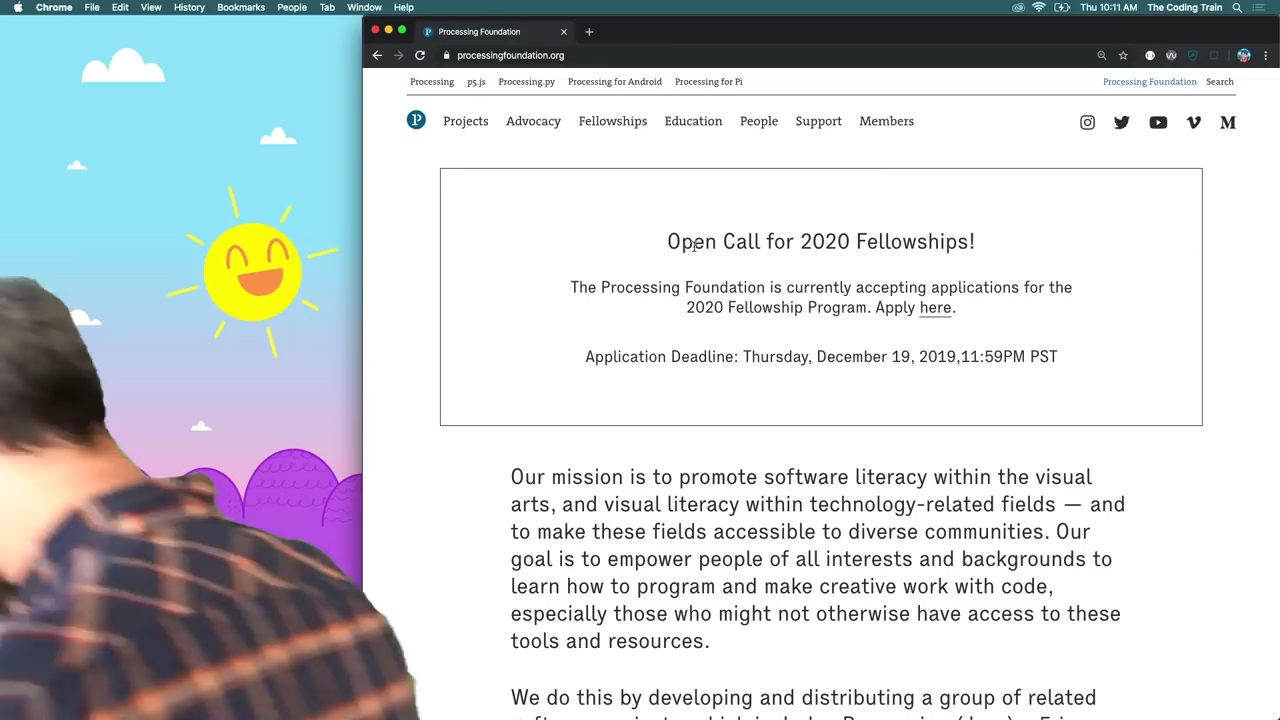 Chrome File Edit View History Bookmarks People Tab Window Help
Thu 10:11 AM The Coding Train
Processing Foundation
processingfoundation.org
Processing p5.js Processing.py Processing for Android Processing for Pi
Processing Foundation Search
Projects Advocacy Fellowships Education People Support Members
Open Call for 2020 Fellowships!
The Processing Foundation is currently accepting applications for the
2020 Fellowship Program. Apply here.
Application Deadline: Thursday, December 19, 2019,11:59PM PST
Our mission is to promote software literacy within the visual
arts, and visual literacy within technology-related fields — and
to make these fields accessible to diverse communities. Our
goal is to empower people of all interests and backgrounds to
learn how to program and make creative work with code,
especially those who might not otherwise have access to these
tools and resources.
We do this by developing and distributing a group of related